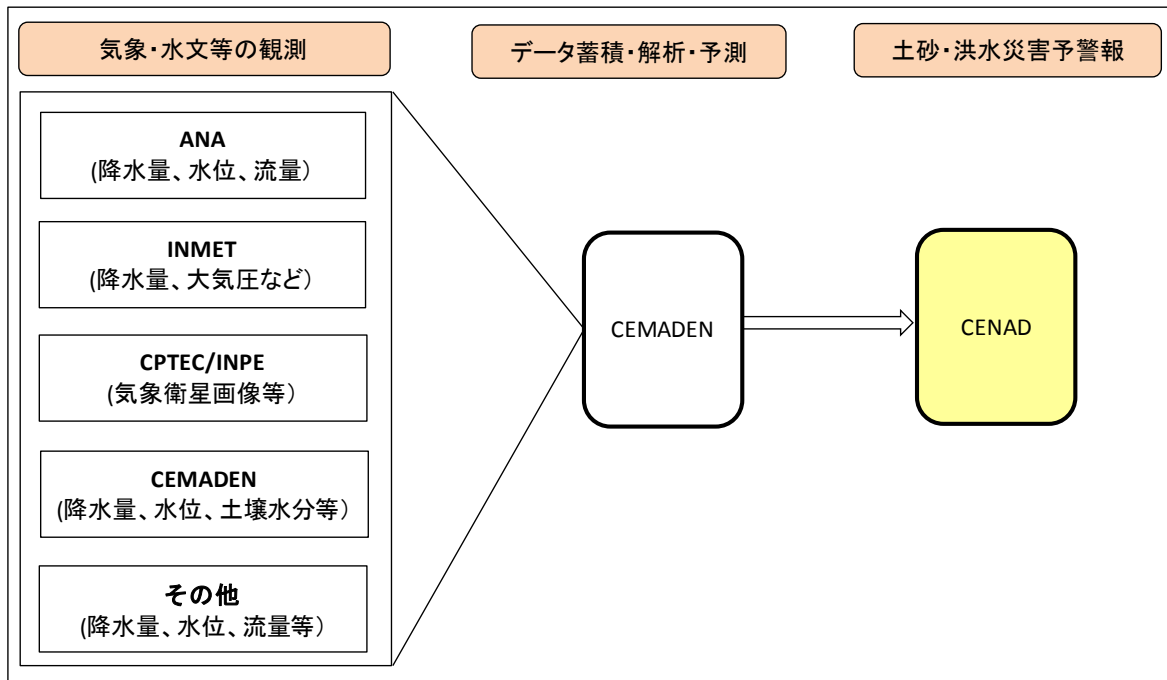 気象・水文等の観測
データ蓄積・解析・予測
土砂・洪水災害予警報
ANA
(降水量、水位、流量)
INMET
(降水量、大気圧など)
CPTEC/INPE
(気象衛星画像等)
CEMADEN
(降水量、水位、土壌水分等)
その他
(降水量、水位、流量等)
CEMADEN
CENAD